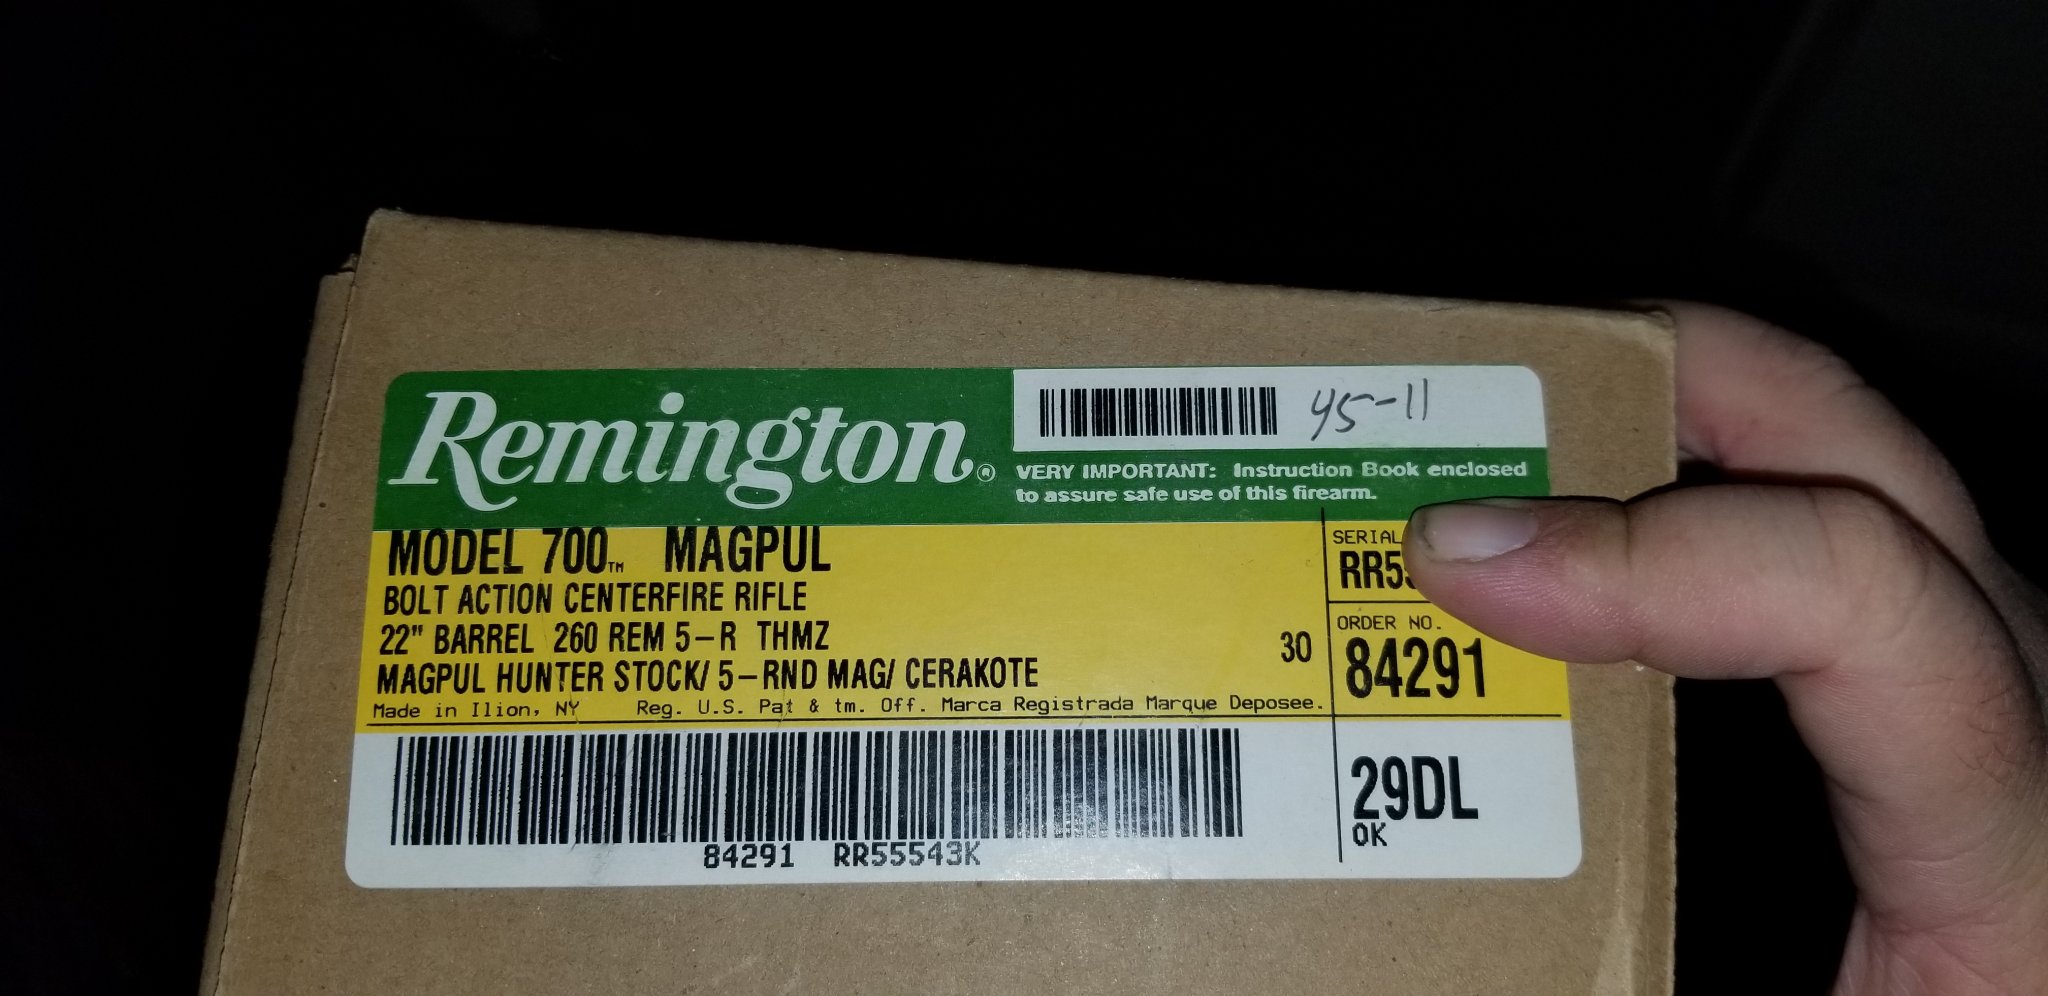 Remington®
45-11
VERY IMPORTANT: Instruction Book enclosed
to assure safe use of this firearm.
MODEL 700™ MAGPUL
BOLT ACTION CENTERFIRE RIFLE
22" BARREL 260 REM 5-R THMZ
MAGPUL HUNTER STOCK/ 5-RND MAG/ CERAKOTE
30
Made in Ilion, NY Reg. U.S. Pat & tm. Off. Marca Registrada Marque Deposee.
SERIAL
RR55
ORDER NO.
84291
84291 RR55543K
29DL
OK